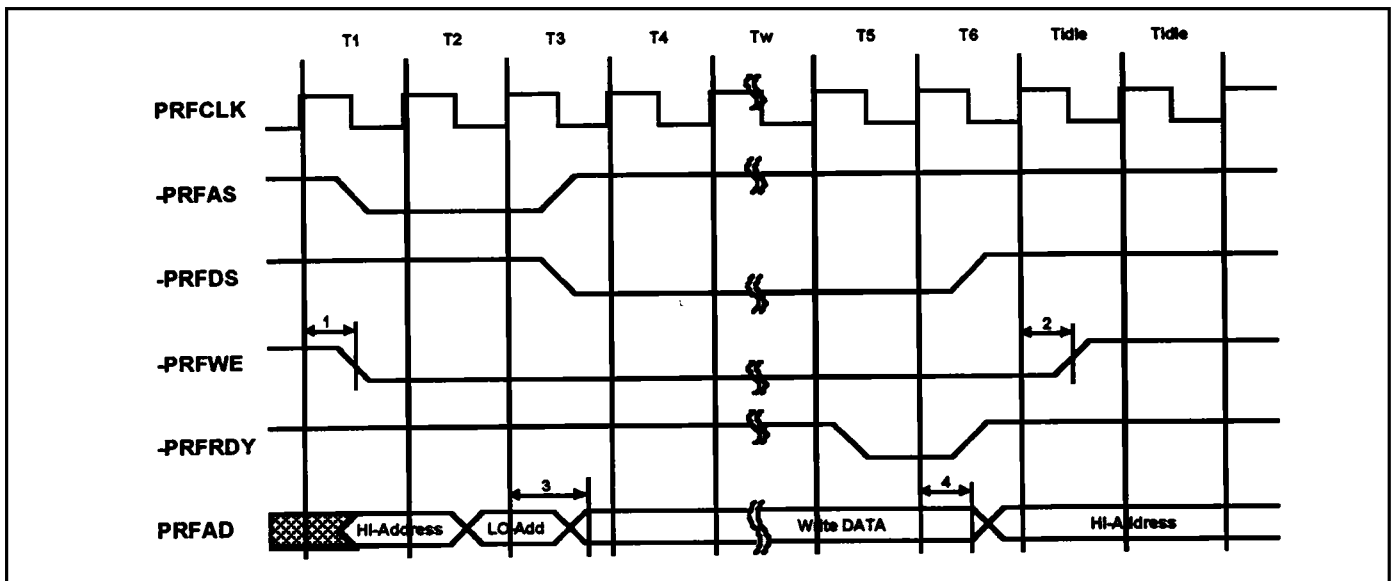 T1 T2 T3 T4 Tw T5 T6 Tidle Tidle
PRFCLK
-PRFAS
-PRFDS
1 2
-PRFWE
-PRFRDY
3 4
PRFAD HI-Address LO-Add Write DATA HI-Address